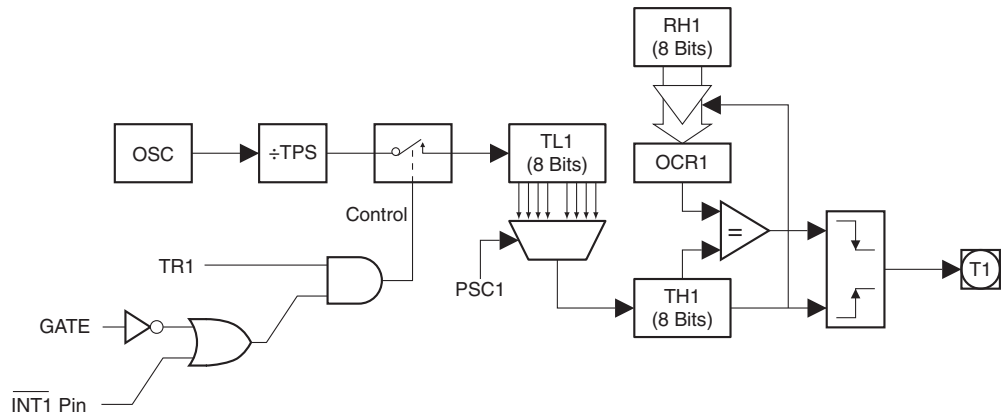 RH1
(8 Bits)
OSC
÷TPS
TL1
(8 Bits)
OCR1
Control
=
T1
TR1
PSC1
TH1
(8 Bits)
GATE
INT1 Pin